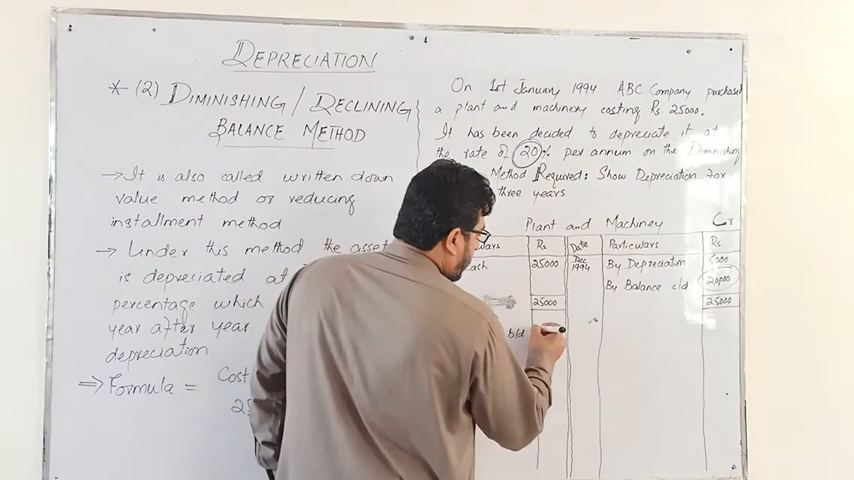 DEPRECIATION
* (2) DIMINISHING / DECLINING
BALANCE METHOD
→ It is also called written down
value method or reducing
installment method
→ Under this method the asset
is depreciated at
percentage which
year after year
depreciation
⇒ Formula = Cost
On 1st January 1994 ABC Company purchased
a plant and machinery costing Rs 25000.
It has been decided to depreciate it at
the rate of 20% per annum on the Diminishing
Method Required: Show Depreciation for
three years
Plant and Machinery Cr
Rs Date Particulars Rs
25000 Dec 1994 By Depreciation 5000
By Balance c/d 20000
25000 25000
b/d